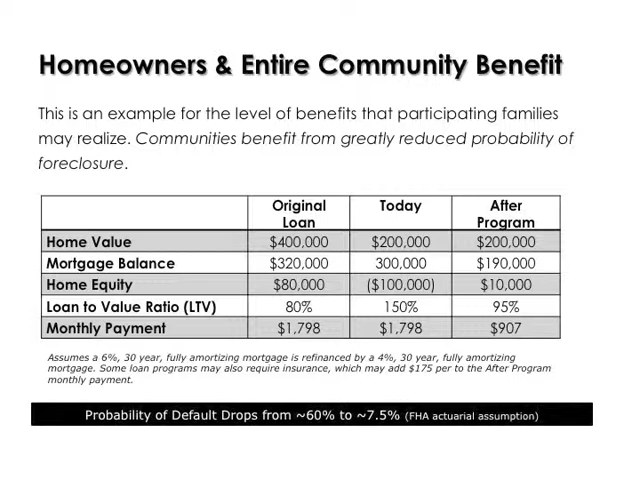 Homeowners & Entire Community Benefit
This is an example for the level of benefits that participating families
may realize. Communities benefit from greatly reduced probability of
foreclosure.
Original Loan Today After Program
Home Value $400,000 $200,000 $200,000
Mortgage Balance $320,000 300,000 $190,000
Home Equity $80,000 ($100,000) $10,000
Loan to Value Ratio (LTV) 80% 150% 95%
Monthly Payment $1,798 $1,798 $907
Assumes a 6%, 30 year, fully amortizing mortgage is refinanced by a 4%, 30 year, fully amortizing
mortgage. Some loan programs may also require insurance, which may add $175 per to the After Program
monthly payment.
Probability of Default Drops from ~60% to ~7.5% (FHA actuarial assumption)